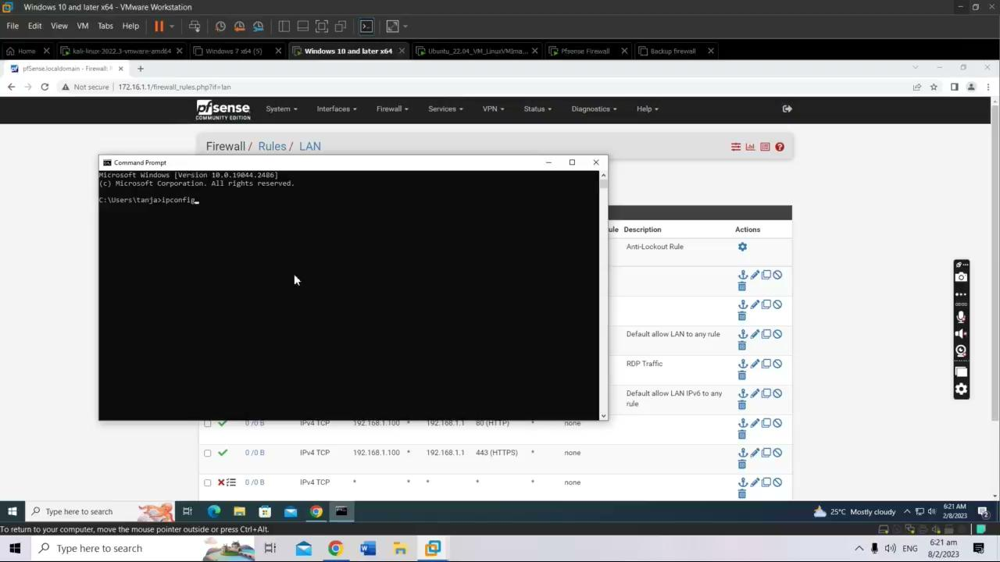 Windows 10 and later x64 - VMware Workstation
File Edit View VM Tabs Help
Home kali-linux-2022.3-vmware-amd64 Windows 7 x64 (5) Windows 10 and later x64 Ubuntu_22.04_VM_LinuxVMIma... Pfsense Firewall Backup firewall
pfSense.localdomain - Firewall:
Not secure 172.16.1.1/firewall_rules.php?if=lan
pfsense COMMUNITY EDITION System Interfaces Firewall Services VPN Status Diagnostics Help
Firewall / Rules / LAN
Command Prompt
Microsoft Windows [Version 10.0.19044.2486]
(c) Microsoft Corporation. All rights reserved.
C:\Users\tanja>ipconfig
ule Description Actions
Anti-Lockout Rule
Default allow LAN to any rule
RDP Traffic
Default allow LAN IPv6 to any
rule
0 /0 B IPv4 TCP 192.168.1.100 * 192.168.1.1 80 (HTTP) * none
0 /0 B IPv4 TCP 192.168.1.100 * 192.168.1.1 443 (HTTPS) * none
0 /0 B IPv4 TCP * * * * * none
00:00
Type here to search 25°C Mostly cloudy 6:21 AM
2/8/2023 2
To return to your computer, move the mouse pointer outside or press Ctrl+Alt.
Type here to search ENG 6:21 am
8/2/2023